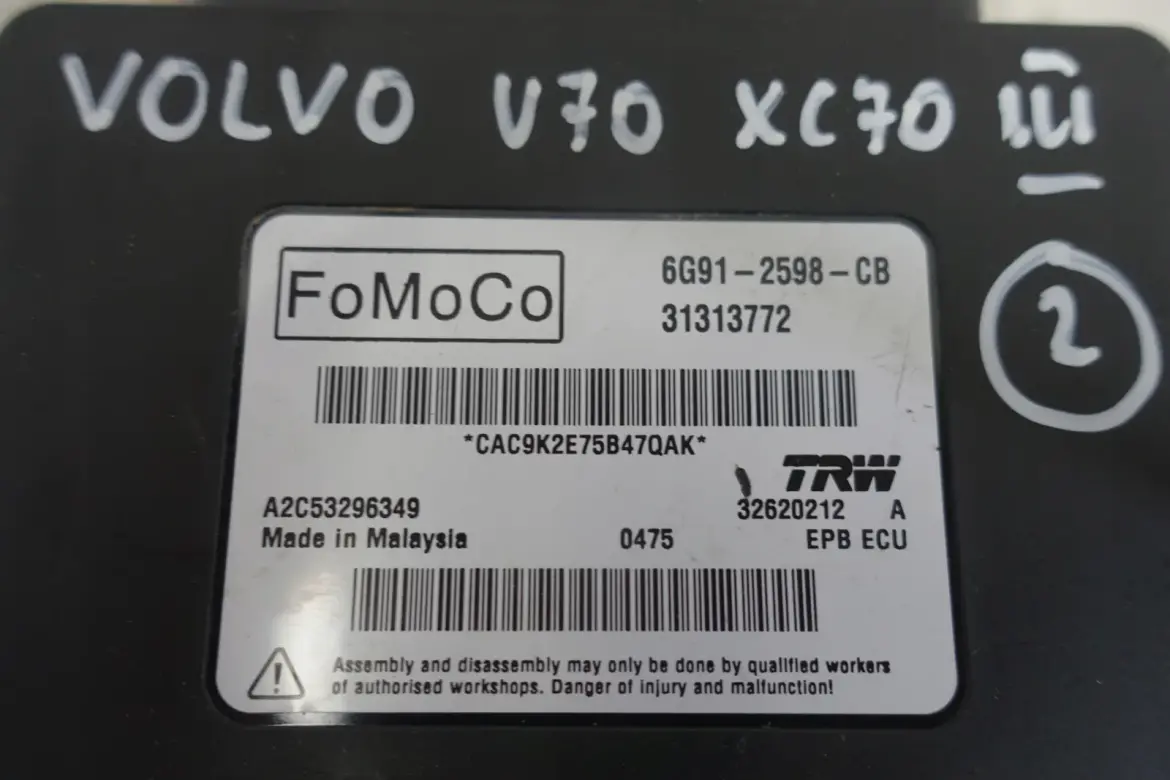 VOLVO V70 XC70 III
2
FoMoCo
6G91-2598-CB
31313772
*CAC9K2E75B47QAK*
TRW
A2C53296349
32620212 A
Made in Malaysia 0475 EPB ECU
Assembly and disassembly may only be done by qualified workers
of authorised workshops. Danger of injury and malfunction!